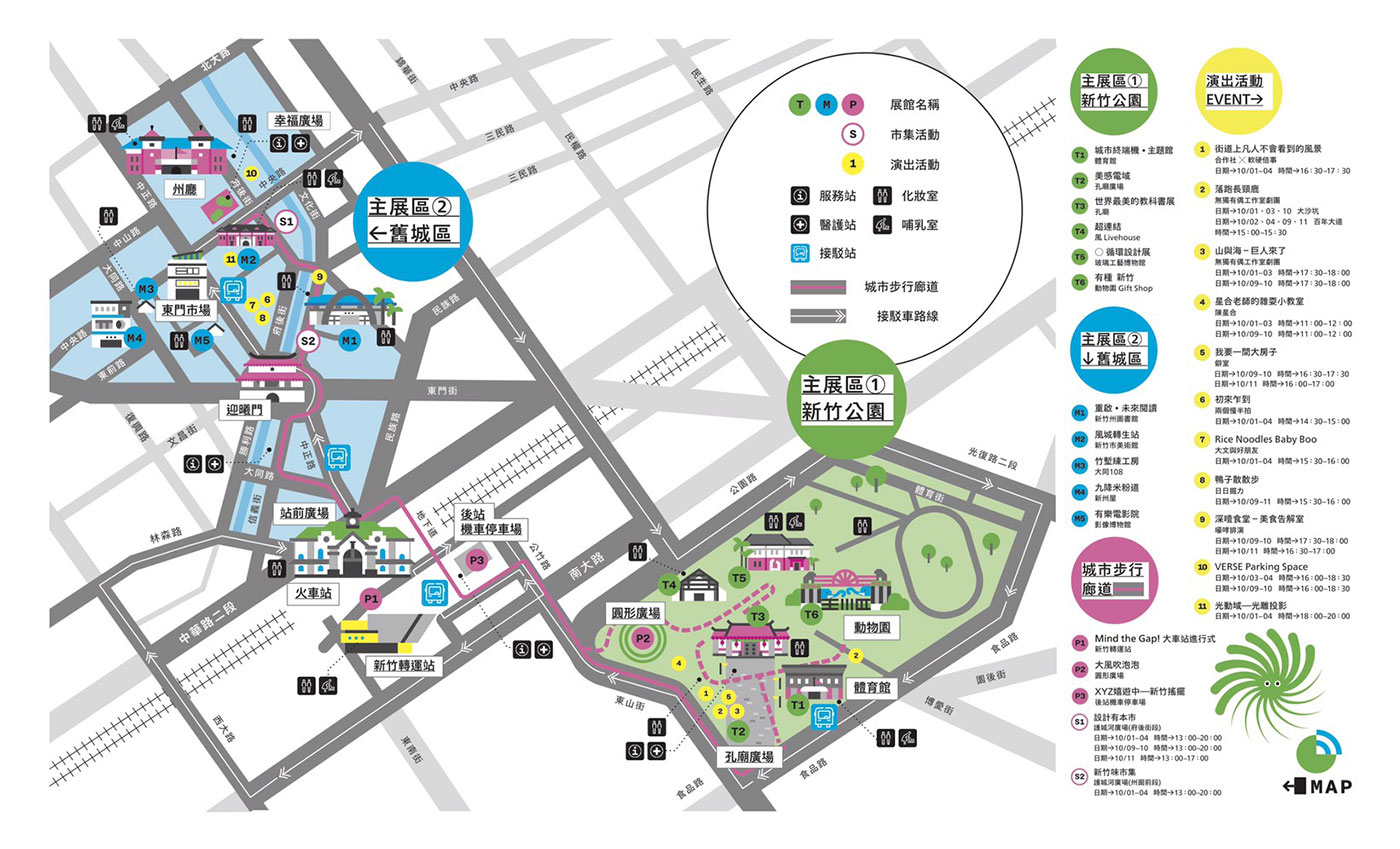 北大路
錦華街
中央路
民生路
三民路
民權路
三民路
幸福廣場
州廳
府後街
中央路
文化街
中正路
中山路
大同路
東門市場
府後街
中央路
東前路
迎曦門
東門街
民族路
民族路
復興路
文昌街
勝利路
中正路
大同路
信義街
站前廣場
地下道
後站
機車停車場
公竹路
林森路
火車站
中華路二段
新竹轉運站
西大路
東南街
南大路
公園路
光復路二段
體育街
圓形廣場
動物園
體育館
孔廟廣場
東山街
食品路
食品路
食品路
園後街
博愛街
10
S1
11
M2
9
M3
7
6
8
M4
M5
S2
M1
P1
P3
T4
T5
T6
T3
P2
4
2
1
5
2
3
T1
T2
主展區②
←舊城區
主展區①
新竹公園
T M P 展館名稱
S 市集活動
1 演出活動
服務站
化妝室
醫護站
哺乳室
接駁站
城市步行廊道
接駁車路線
主展區①
新竹公園
T1 城市終端機•主題館
體育館
T2 美感電域
孔廟廣場
T3 世界最美的教科書展
孔廟
T4 超連結
風 Livehouse
T5 〇 循環設計展
玻璃工藝博物館
T6 有種 新竹
動物園 Gift Shop
主展區②
↓舊城區
M1 重啟•未來閱讀
新竹州圖書館
M2 風城轉生站
新竹市美術館
M3 竹塹練工房
大同108
M4 九降米粉道
新州屋
M5 有樂電影院
影像博物館
城市步行
廊道
P1 Mind the Gap! 大車站進行式
新竹轉運站
P2 大風吹泡泡
圓形廣場
P3 XYZ嬉遊中—新竹搖擺
後站機車停車場
S1 設計有本市
護城河廣場(府後街段)
日期→10/01–04 時間→13:00–20:00
日期→10/09–10 時間→13:00–20:00
日期→10/11 時間→13:00–17:00
S2 新竹味市集
護城河廣場(州圖前段)
日期→10/01–04 時間→13:00–20:00
演出活動
EVENT→
1 街道上凡人不會看到的風景
合作社╳軟硬倍事
日期→10/01–04 時間→16:30–17:30
2 落跑長頸鹿
無獨有偶工作室劇團
日期→10/01、03、10 大沙坑
日期→10/02、04、09、11 百年大道
時間→15:00–15:30
3 山與海–巨人來了
無獨有偶工作室劇團
日期→10/01–03 時間→17:30–18:00
日期→10/09–10 時間→17:30–18:00
4 星合老師的雜耍小教室
陳星合
日期→10/01–03 時間→11:00–12:00
日期→10/09–10 時間→11:00–12:00
5 我要一間大房子
僻室
日期→10/09–10 時間→16:30–17:30
日期→10/11 時間→16:00–17:00
6 初來乍到
兩個慢半拍
日期→10/01–04 時間→14:30–15:00
7 Rice Noodles Baby Boo
大文與好朋友
日期→10/01–04 時間→15:30–16:00
8 鴨子散散步
日日握力
日期→10/09–11 時間→15:30–16:00
9 深噎食堂–美食告解室
嚎哮排演
日期→10/09–10 時間→17:30–18:00
日期→10/11 時間→16:30–17:00
10 VERSE Parking Space
日期→10/03–04 時間→16:00–18:30
日期→10/09–10 時間→16:00–18:30
11 光動域—光雕投影
日期→10/01–04 時間→18:00–20:00
MAP